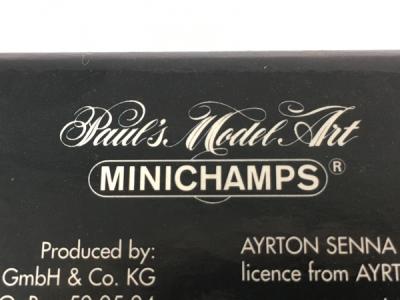 Paul's Model Art
MINICHAMPS®
Produced by:
GmbH & Co. KG
AYRTON SENNA
licence from AYRT